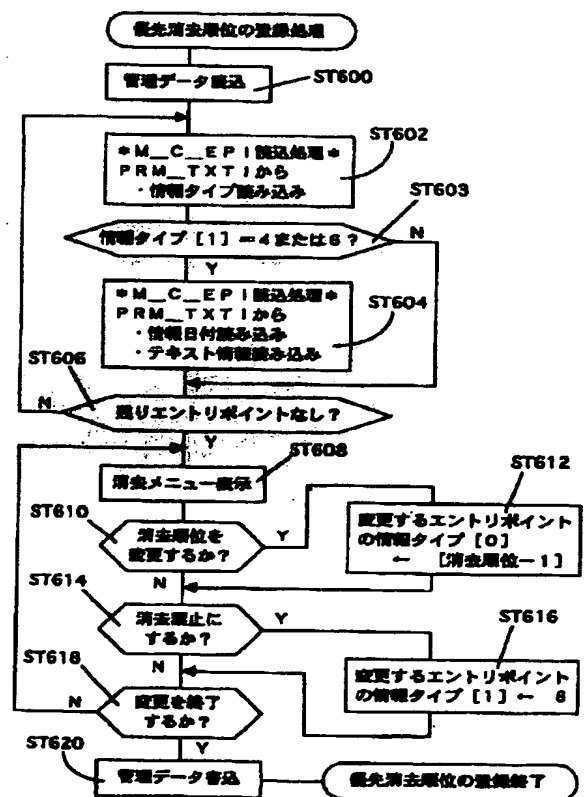 優先消去順位の登録処理
管理データ読込
ST600
ST602
*M__C__EPI読込処理*
PRM__TXTIから
・情報タイプ読み込み
ST603
情報タイプ[1]=4または6?
N
Y
*M__C__EPI読込処理*
PRM__TXTIから
・情報日付読み込み
・テキスト情報読み込み
ST604
ST606
N
残りエントリポイントなし?
Y
ST608
消去メニュー表示
ST612
ST610
消去順位を
変更するか?
Y
変更するエントリポイント
の情報タイプ[0]
← [消去順位-1]
N
ST614
消去禁止に
するか?
Y
ST616
N
変更するエントリポイント
の情報タイプ[1]←
ST618
変更を終了
するか?
N
Y
ST620
管理データ書込
優先消去順位の登録終了